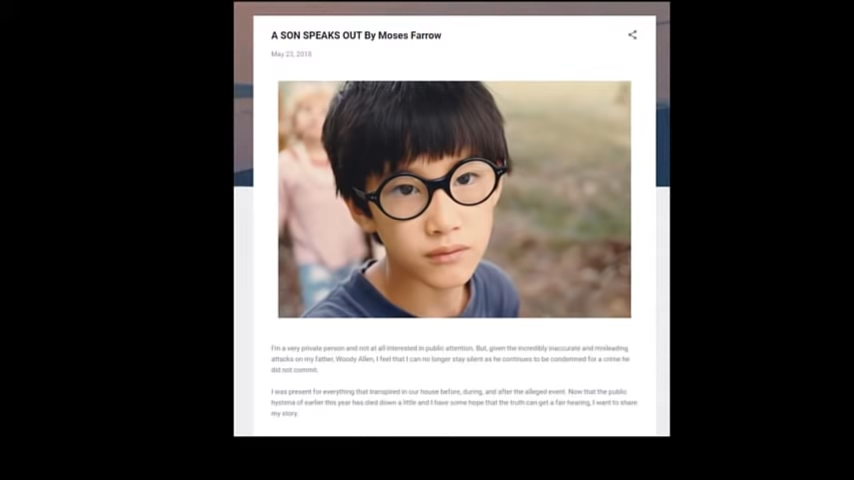 A SON SPEAKS OUT By Moses Farrow
May 23, 2018
I'm a very private person and not at all interested in public attention. But, given the incredibly inaccurate and misleading
attacks on my father, Woody Allen, I feel that I can no longer stay silent as he continues to be condemned for a crime he
did not commit.
I was present for everything that transpired in our house before, during, and after the alleged event. Now that the public
hysteria of earlier this year has died down a little and I have some hope that the truth can get a fair hearing, I want to share
my story.